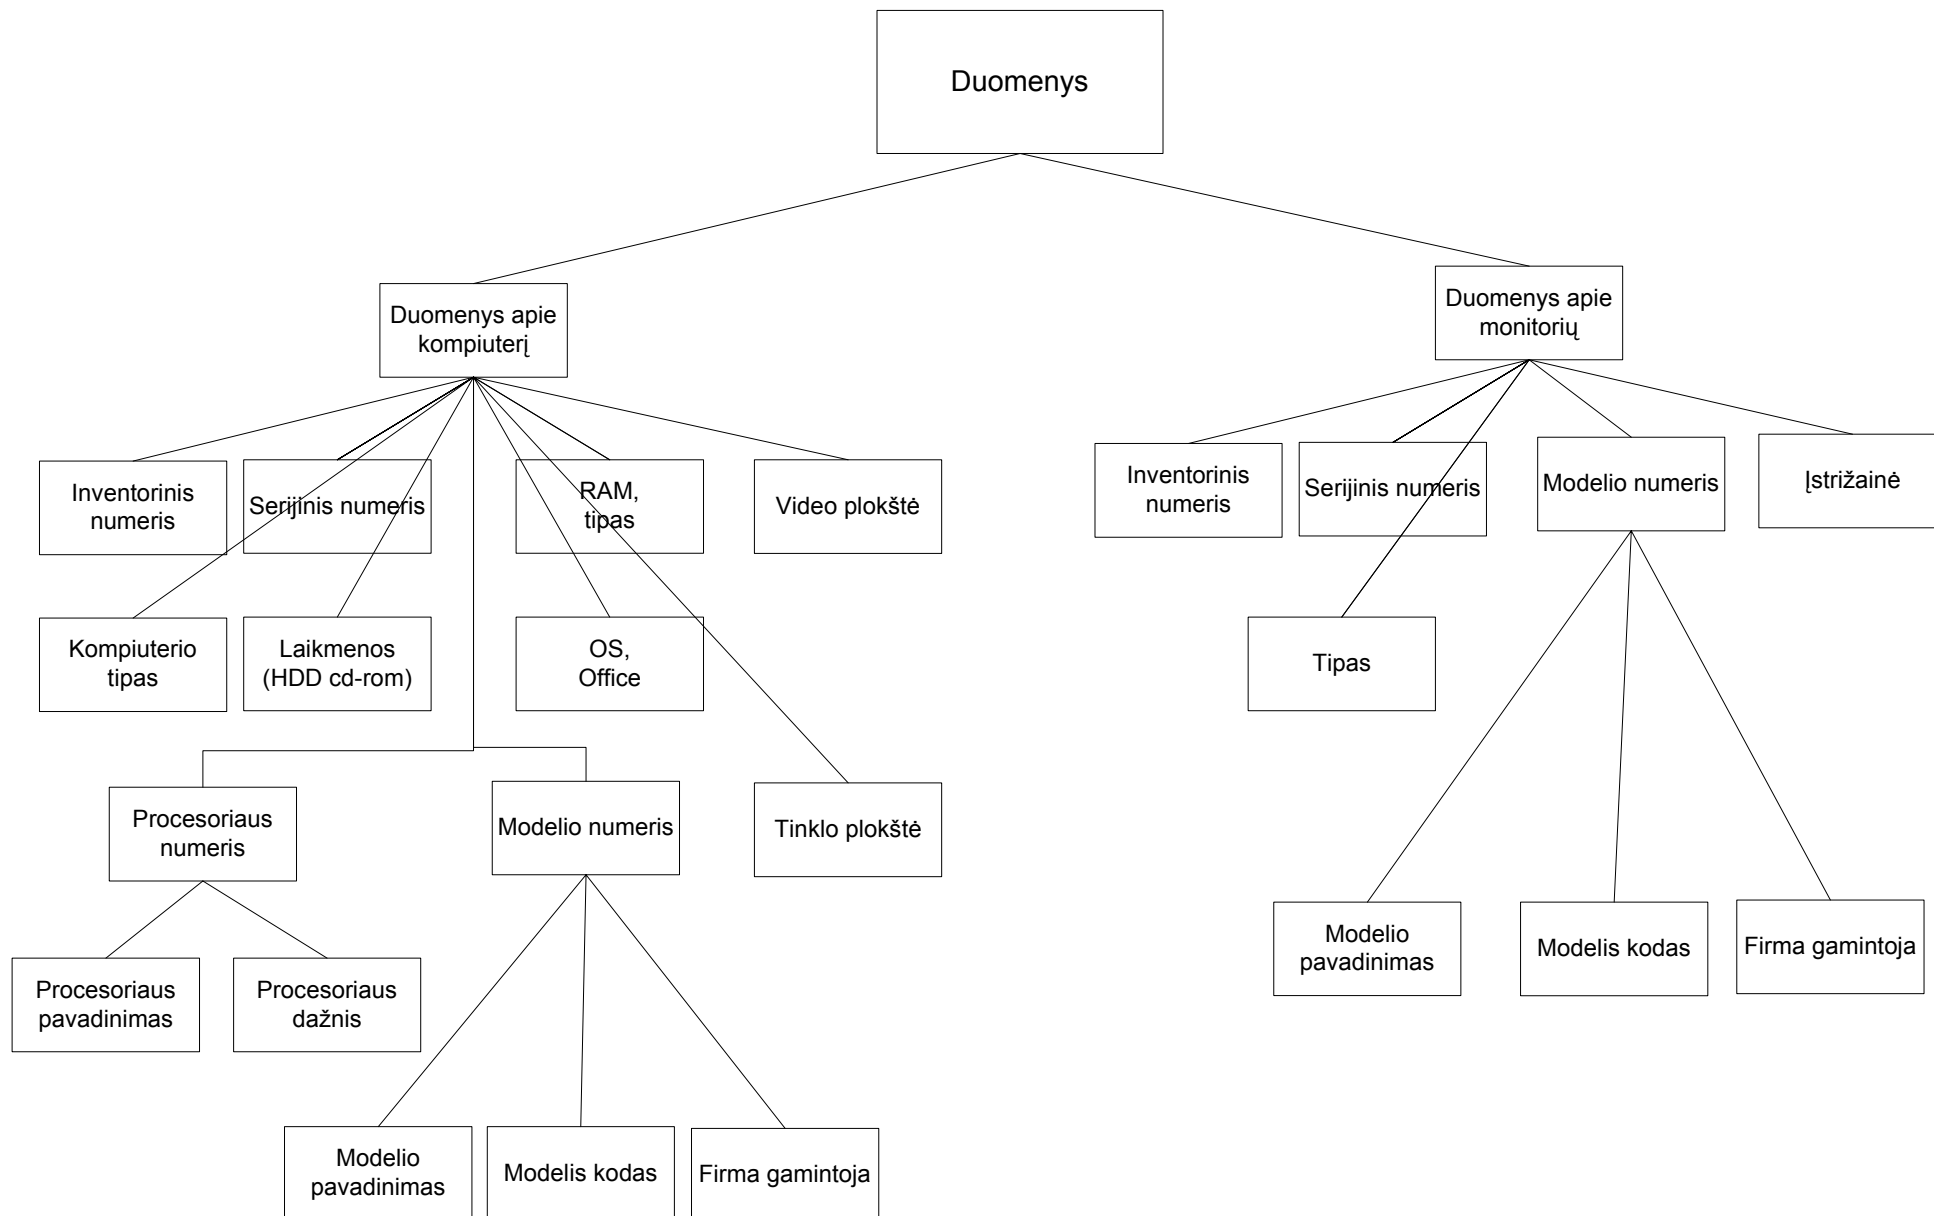 Duomenys
Duomenys apie
kompiuterį
Duomenys apie
monitorių
Inventorinis
numeris
Serijinis numeris
RAM,
tipas
Video plokštė
Inventorinis
numeris
Serijinis numeris
Modelio numeris
Įstrižainė
Kompiuterio
tipas
Laikmenos
(HDD cd-rom)
OS,
Office
Tipas
Procesoriaus
numeris
Modelio numeris
Tinklo plokštė
Procesoriaus
pavadinimas
Procesoriaus
dažnis
Modelio
pavadinimas
Modelis kodas
Firma gamintoja
Modelio
pavadinimas
Modelis kodas
Firma gamintoja